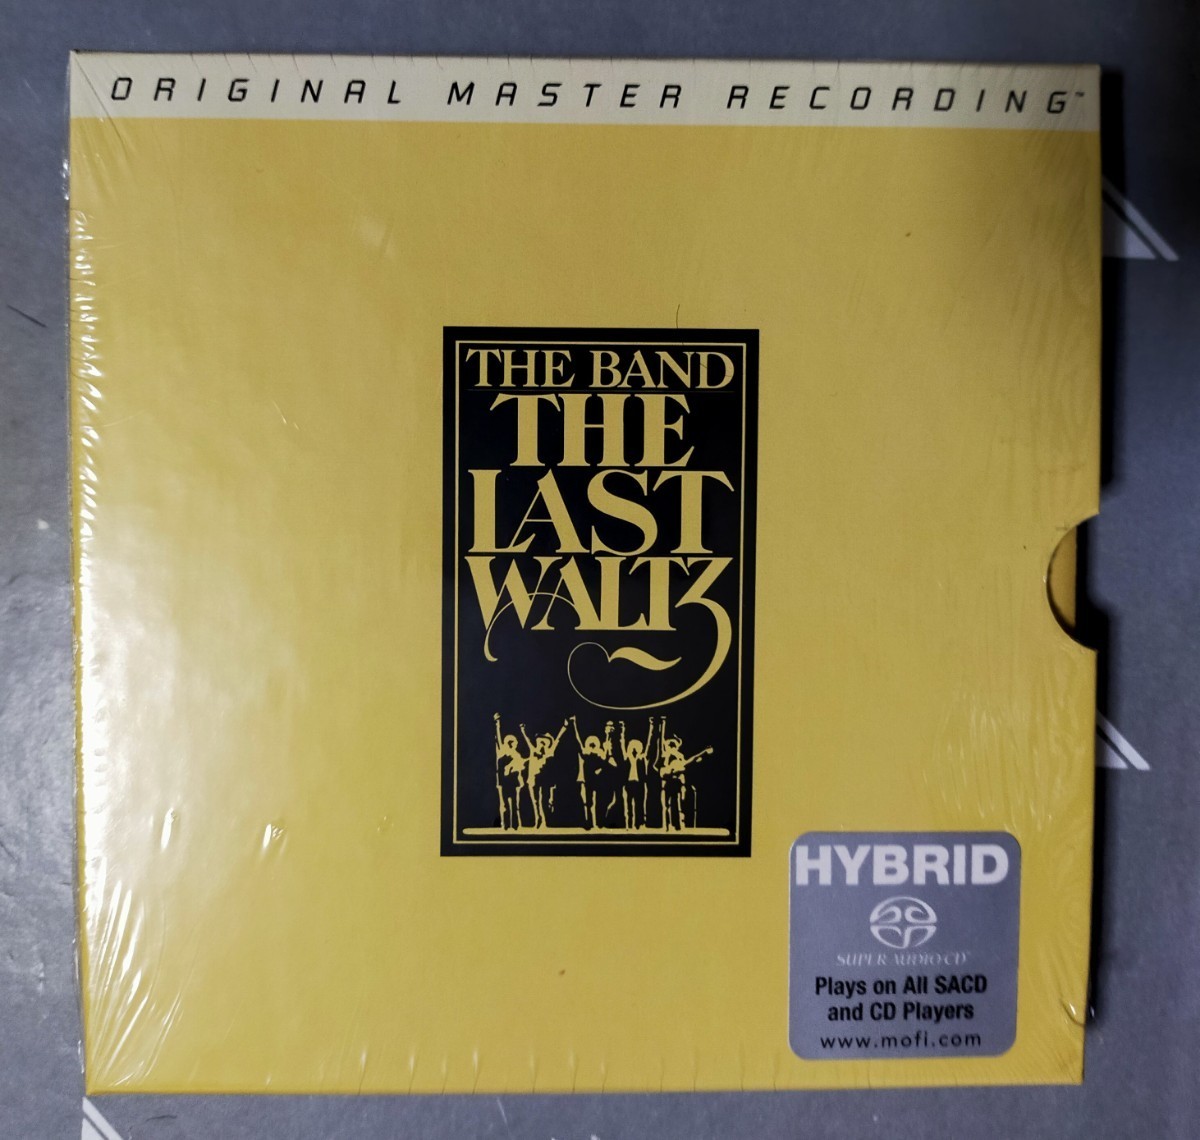 ORIGINAL MASTER RECORDING™
THE BAND
THE
LAST
WALTZ
HYBRID
SUPER AUDIO CD
Plays on All SACD
and CD Players
www.mofi.com